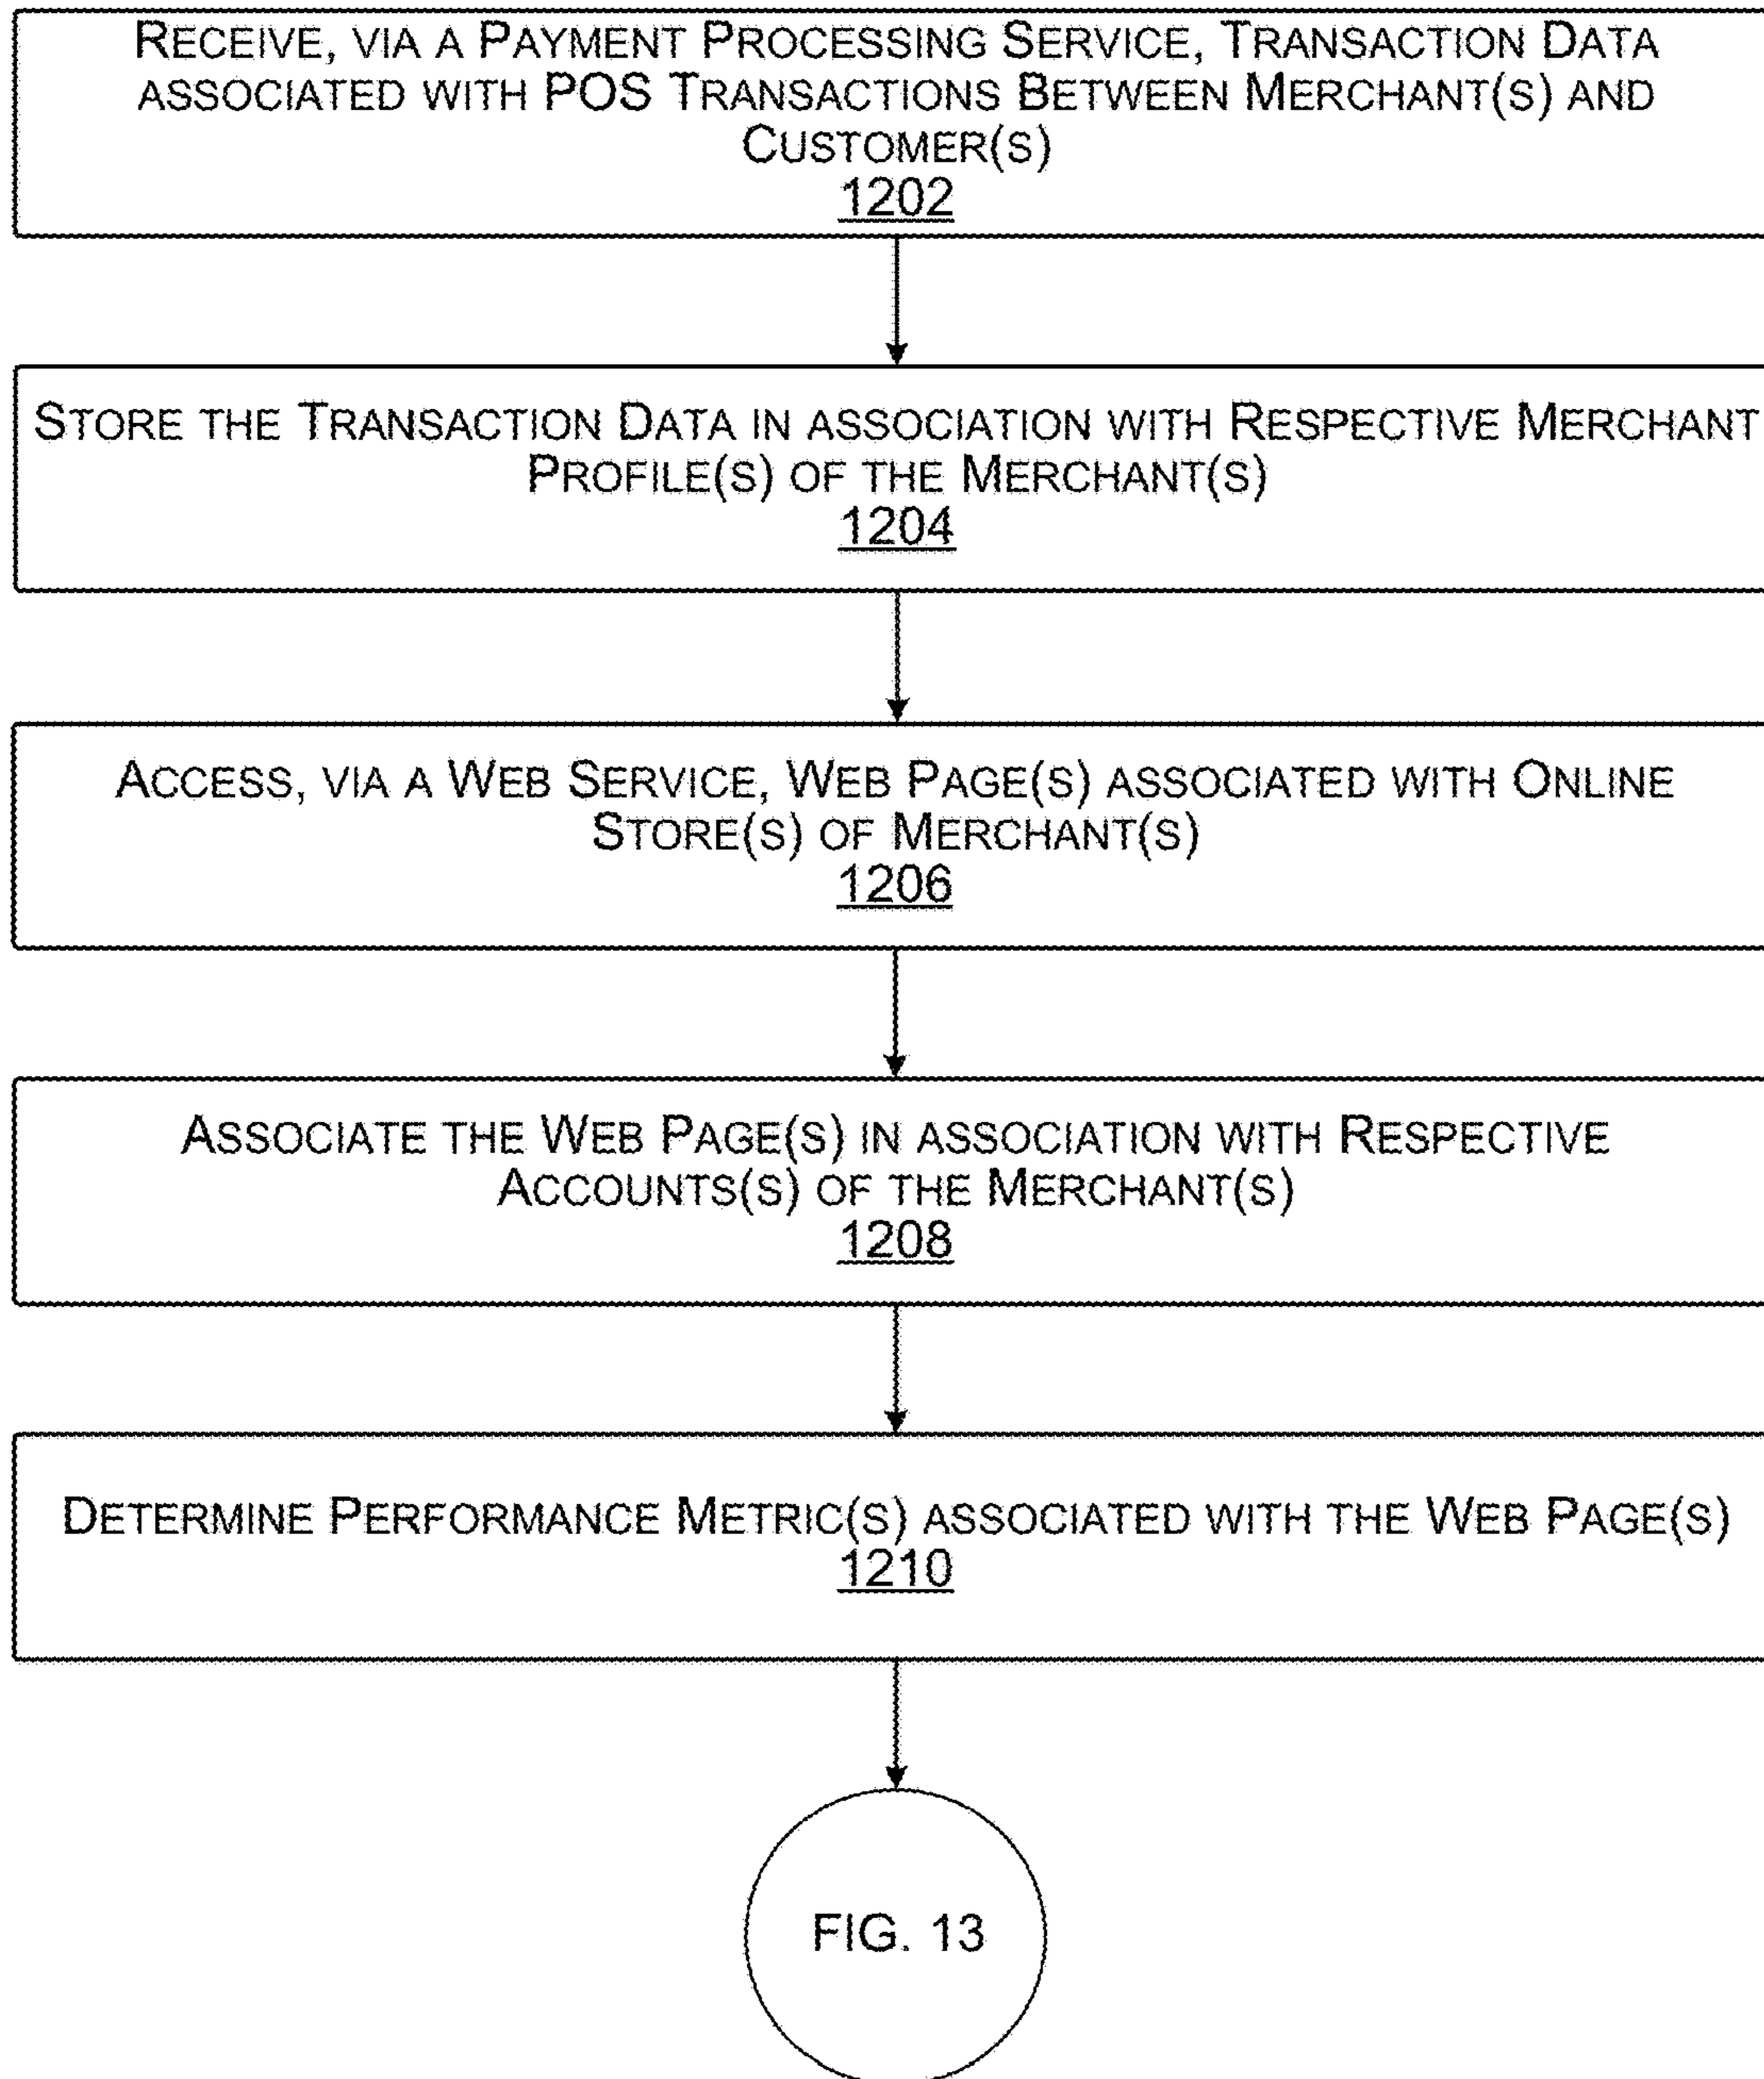 RECEIVE, VIA A PAYMENT PROCESSING SERVICE, TRANSACTION DATA
ASSOCIATED WITH POS TRANSACTIONS BETWEEN MERCHANT(S) AND
CUSTOMER(S)
1202
STORE THE TRANSACTION DATA IN ASSOCIATION WITH RESPECTIVE MERCHANT
PROFILE(S) OF THE MERCHANT(S)
1204
ACCESS, VIA A WEB SERVICE, WEB PAGE(S) ASSOCIATED WITH ONLINE
STORE(S) OF MERCHANT(S)
1206
ASSOCIATE THE WEB PAGE(S) IN ASSOCIATION WITH RESPECTIVE
ACCOUNTS(S) OF THE MERCHANT(S)
1208
DETERMINE PERFORMANCE METRIC(S) ASSOCIATED WITH THE WEB PAGE(S)
1210
FIG. 13